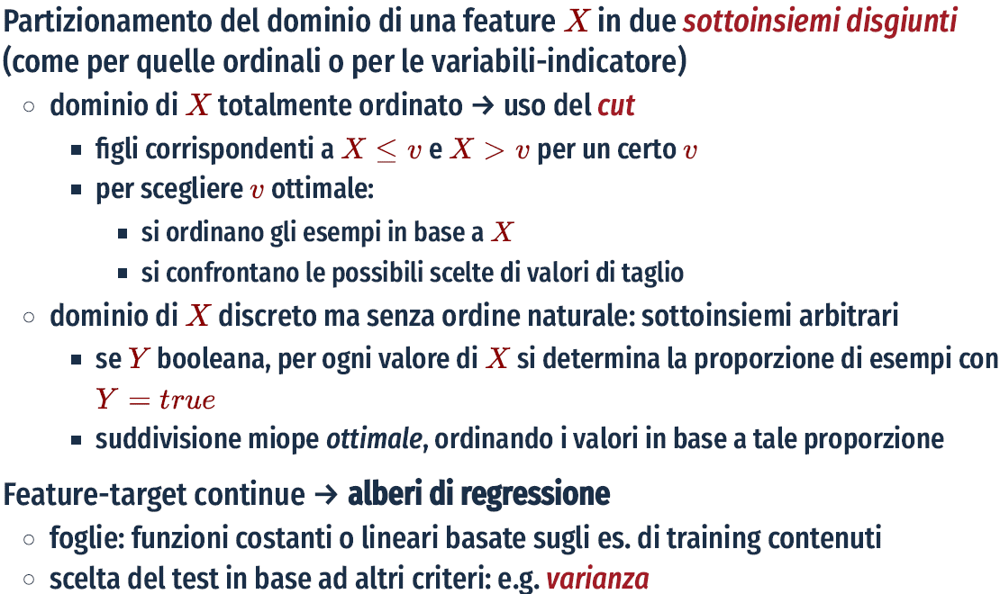 Partizionamento del dominio di una feature X in due sottoinsiemi disgiunti
(come per quelle ordinali o per le variabili-indicatore)
○ dominio di X totalmente ordinato → uso del cut
▪ figli corrispondenti a X ≤ v e X > v per un certo v
▪ per scegliere v ottimale:
▪ si ordinano gli esempi in base a X
▪ si confrontano le possibili scelte di valori di taglio
○ dominio di X discreto ma senza ordine naturale: sottoinsiemi arbitrari
▪ se Y booleana, per ogni valore di X si determina la proporzione di esempi con
Y = true
▪ suddivisione miope ottimale, ordinando i valori in base a tale proporzione
Feature-target continue → alberi di regressione
○ foglie: funzioni costanti o lineari basate sugli es. di training contenuti
○ scelta del test in base ad altri criteri: e.g. varianza